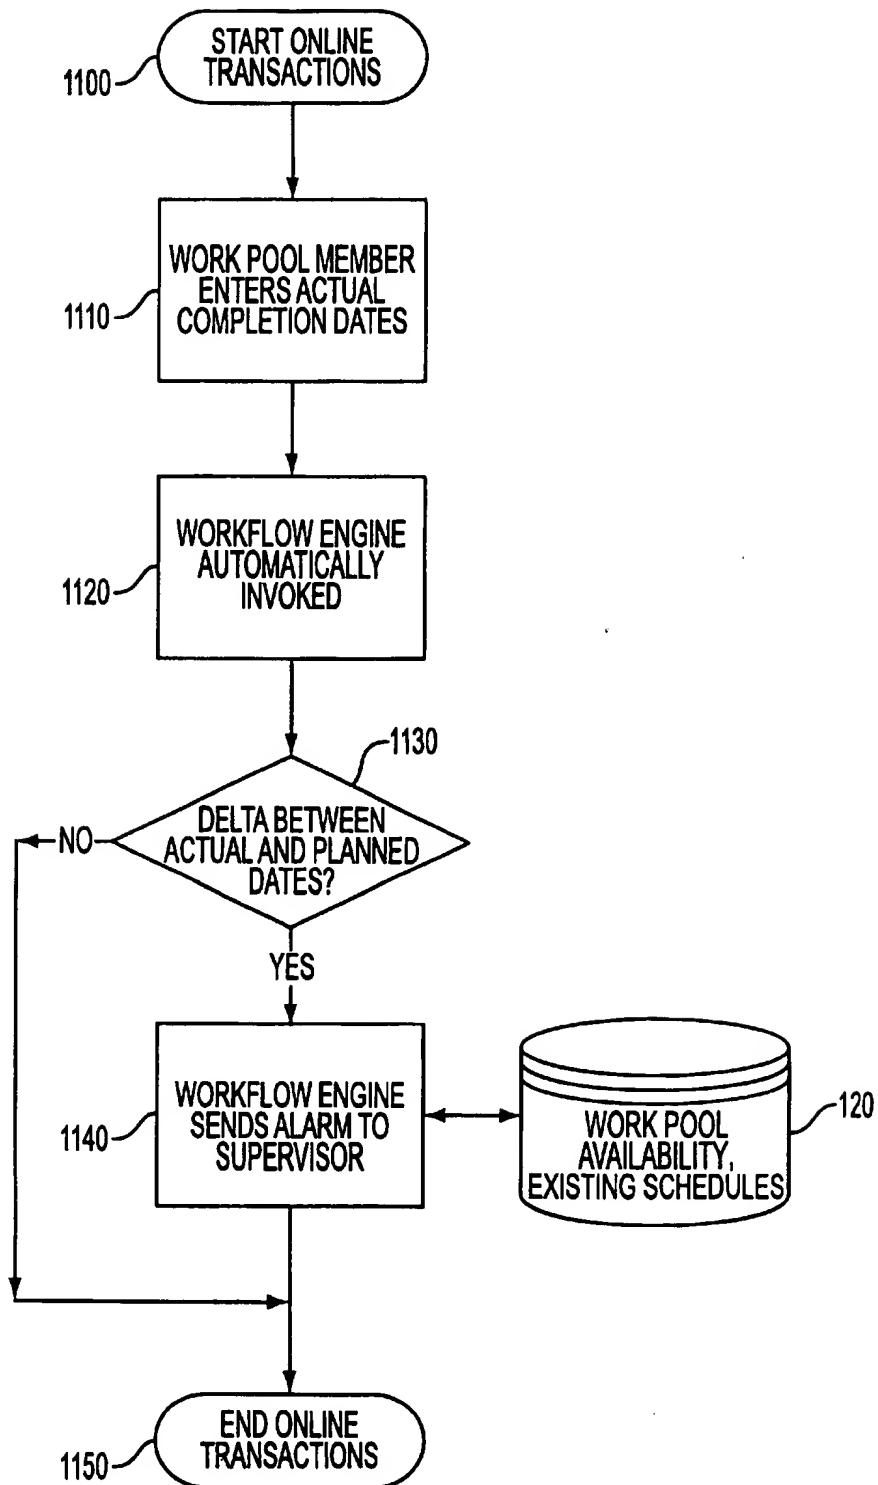 START ONLINE
TRANSACTIONS
1100
WORK POOL MEMBER
ENTERS ACTUAL
COMPLETION DATES
1110
WORKFLOW ENGINE
AUTOMATICALLY
INVOKED
1120
1130
DELTA BETWEEN
ACTUAL AND PLANNED
DATES?
NO
YES
WORKFLOW ENGINE
SENDS ALARM TO
SUPERVISOR
1140
WORK POOL
AVAILABILITY,
EXISTING SCHEDULES
120
END ONLINE
TRANSACTIONS
1150